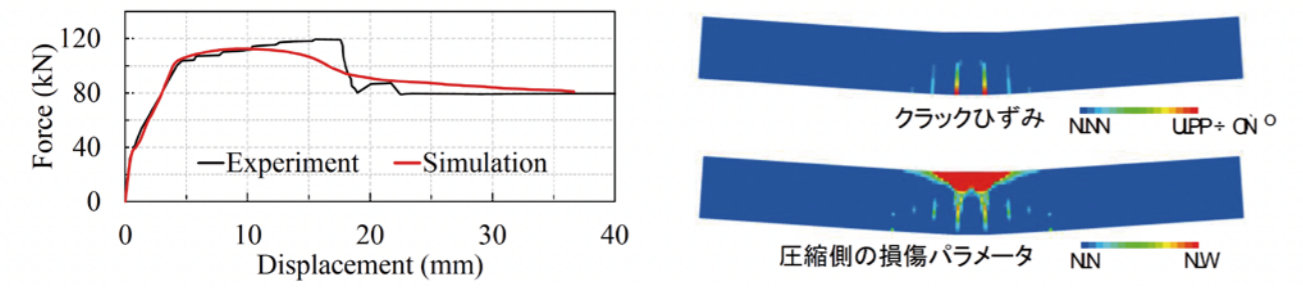 120
80
40
0
Force (kN)
Experiment
Simulation
0 10 20 30 40
Displacement (mm)
クラックひずみ
圧縮側の損傷パラメータ